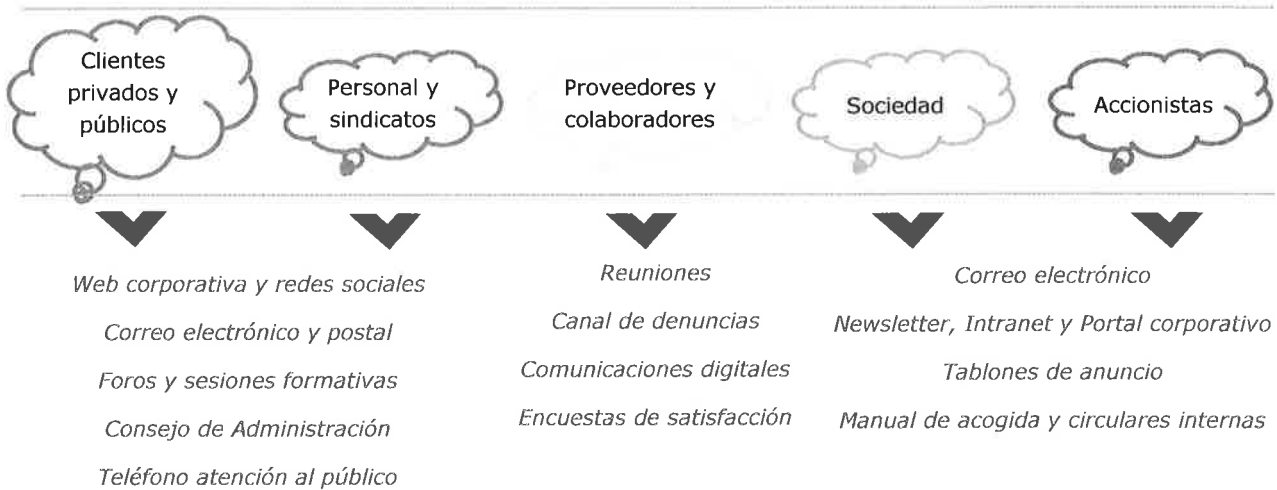 Clientes
privados y
públicos
Personal y
sindicatos
Proveedores y
colaboradores
Sociedad
Accionistas
Web corporativa y redes sociales
Correo electrónico y postal
Foros y sesiones formativas
Consejo de Administración
Teléfono atención al público
Reuniones
Canal de denuncias
Comunicaciones digitales
Encuestas de satisfacción
Correo electrónico
Newsletter, Intranet y Portal corporativo
Tablones de anuncio
Manual de acogida y circulares internas